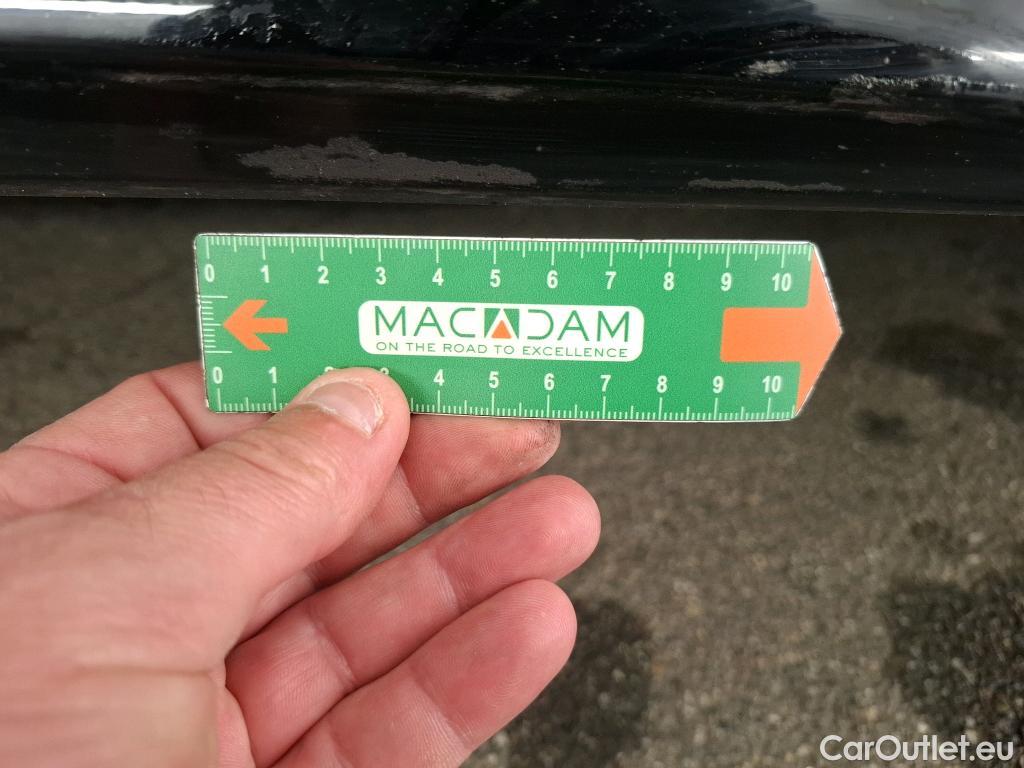 0 1 2 3 4 5 6 7 8 9 10
MACADAM
ON THE ROAD TO EXCELLENCE
0 1 3 4 5 6 7 8 9 10
CarOutlet.eu